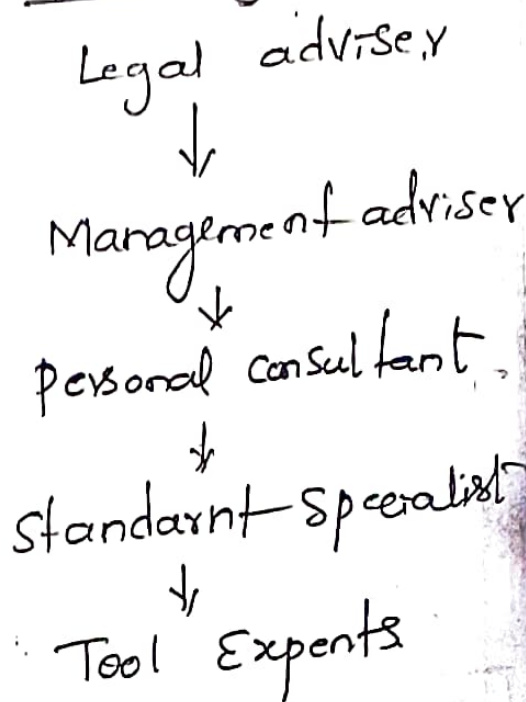 Legal adviser
↓
Management adviser
↓
Personal consultant.
↓
Standarnt Specialist
↓
Tool Expents